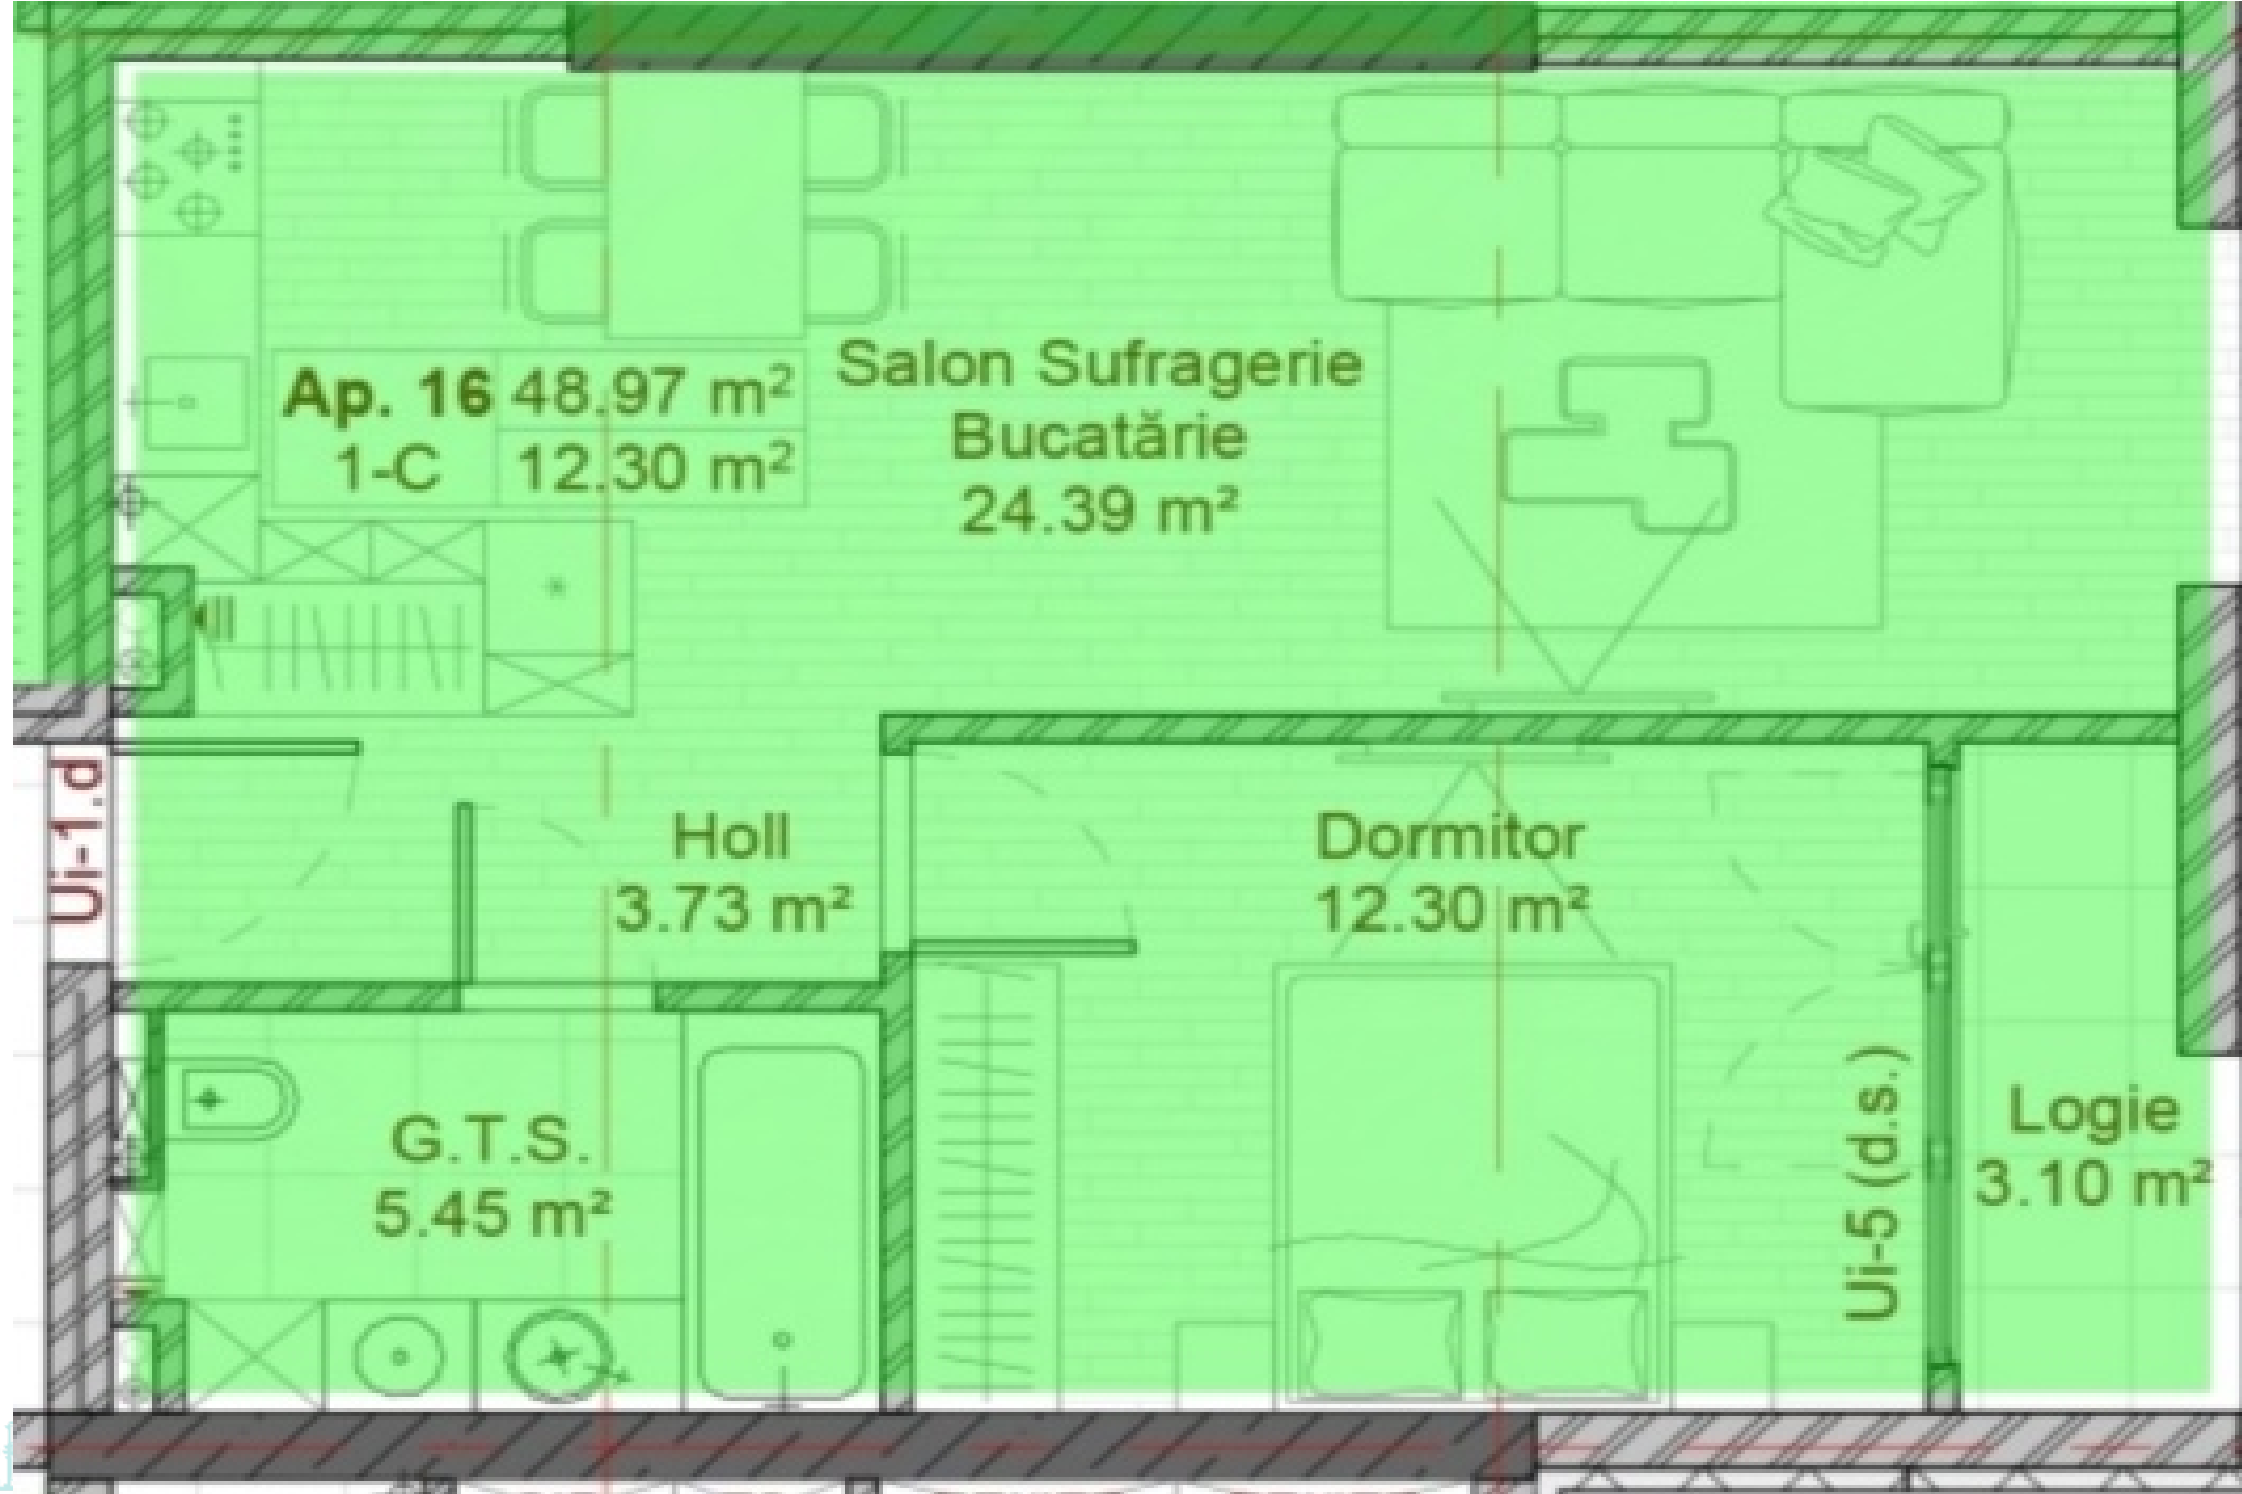 Ap. 16 48.97 m²
1-C 12.30 m²
Salon Sufragerie
Bucatărie
24.39 m²
Ui-1.d
Holl
3.73 m²
Dormitor
12.30 m²
G.T.S.
5.45 m²
Ui-5 (d.s.)
Logie
3.10 m²